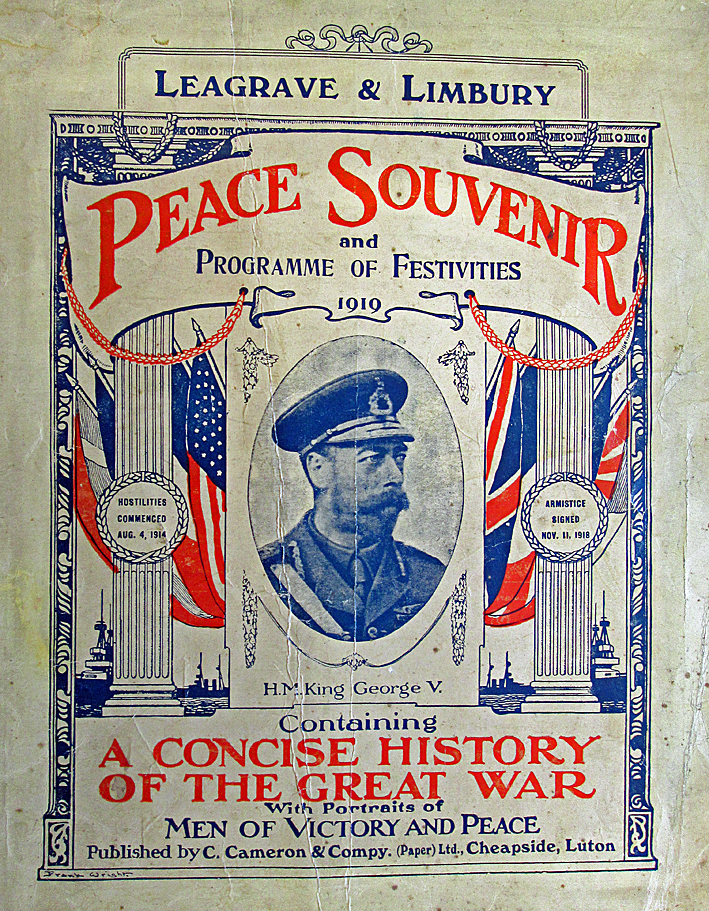 LEAGRAVE & LIMBURY
PEACE SOUVENIR
and
PROGRAMME OF FESTIVITIES
1919
HOSTILITIES
COMMENCED
AUG. 4, 1914
ARMISTICE
SIGNED
NOV. 11, 1918
H.M. King George V.
Containing
A CONCISE HISTORY
OF THE GREAT WAR
With Portraits of
MEN OF VICTORY AND PEACE
Published by C. Cameron & Compy. (Paper) Ltd., Cheapside, Luton
Frank Wright.